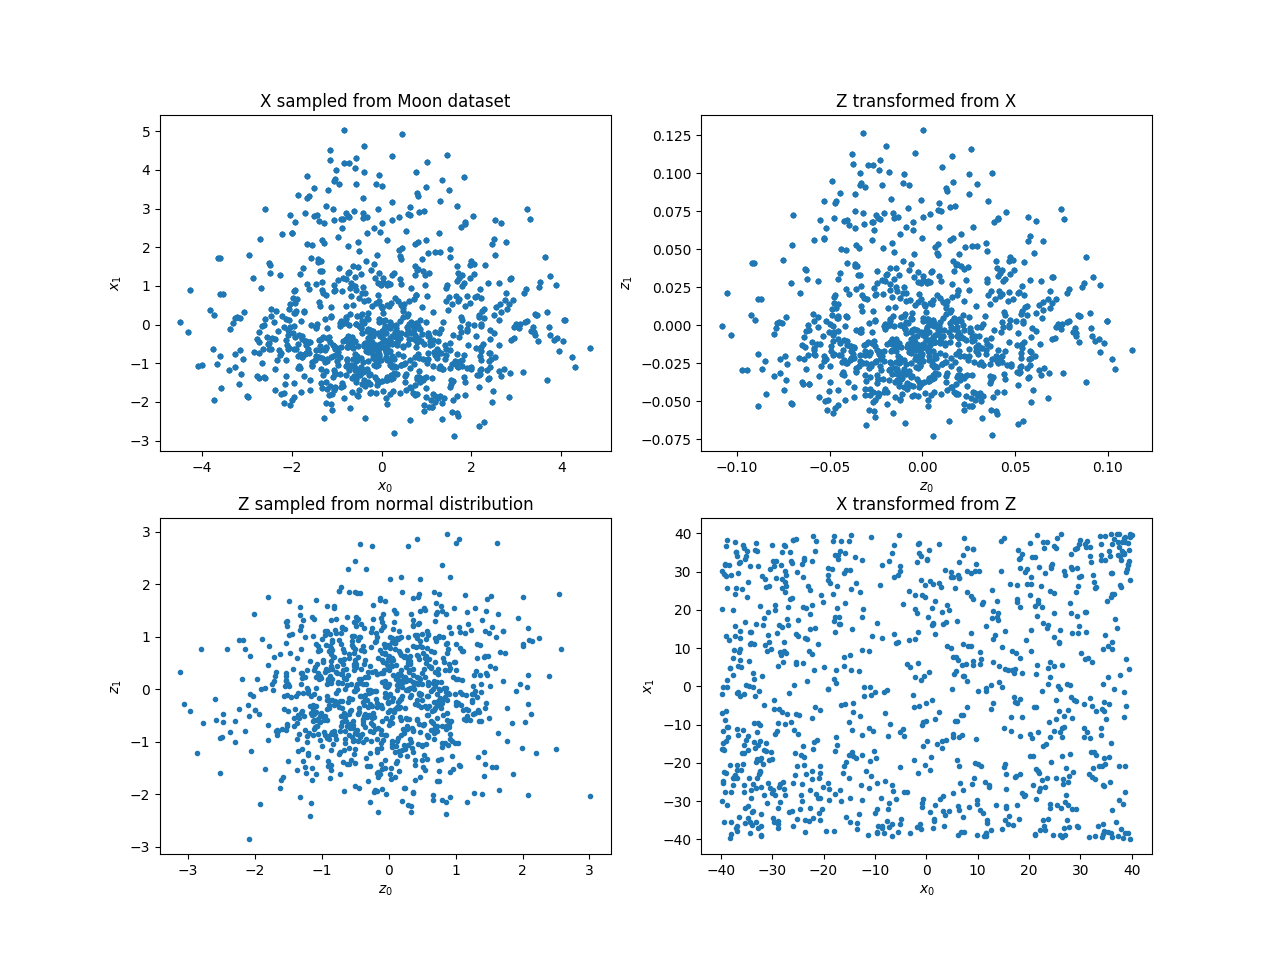 X sampled from Moon dataset
5
4
3
2
1
0
−1
−2
−3
x₁
−4 −2 0 2 4
x₀
Z transformed from X
0.125
0.100
0.075
0.050
0.025
0.000
−0.025
−0.050
−0.075
z₁
−0.10 −0.05 0.00 0.05 0.10
z₀
Z sampled from normal distribution
3
2
1
0
−1
−2
−3
z₁
−3 −2 −1 0 1 2 3
z₀
X transformed from Z
40
30
20
10
0
−10
−20
−30
−40
x₁
−40 −30 −20 −10 0 10 20 30 40
x₀